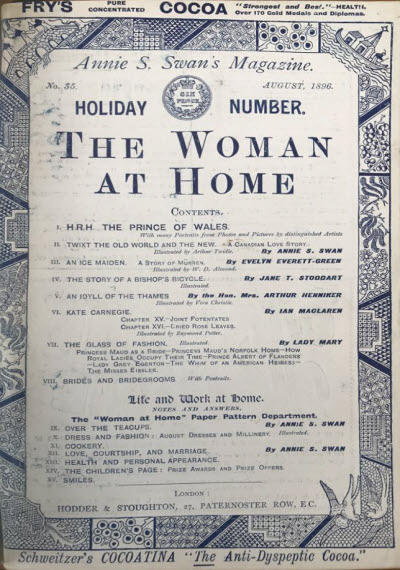 FRY'S PURE CONCENTRATED COCOA "Strongest and Best."—HEALTH.
Over 170 Gold Medals and Diplomas.
Annie S. Swan's Magazine.
No. 35. SIX PENCE AUGUST, 1896.
HOLIDAY NUMBER.
THE WOMAN
AT HOME
CONTENTS.
I. H.R.H. THE PRINCE OF WALES.
With many Portraits from Photos and Pictures by distinguished Artists
II. TWIXT THE OLD WORLD AND THE NEW. A CANADIAN LOVE STORY.
Illustrated by Arthur Twidle. By ANNIE S. SWAN
III. AN ICE MAIDEN. A STORY OF MÜRREN. By EVELYN EVERETT-GREEN
Illustrated by W. D. Almond.
IV. THE STORY OF A BISHOP'S BICYCLE. By JANE T. STODDART
Illustrated.
V. AN IDYLL OF THE THAMES By the Hon. Mrs. ARTHUR HENNIKER
Illustrated by Vera Christie.
VI. KATE CARNEGIE. By IAN MACLAREN
CHAPTER XV.—JOINT POTENTATES
CHAPTER XVI.—DRIED ROSE LEAVES.
Illustrated by Raymond Potter.
VII. THE GLASS OF FASHION. Illustrated. By LADY MARY
PRINCESS MAUD AS A BRIDE—PRINCESS MAUD'S NORFOLK HOME—HOW
ROYAL LADIES OCCUPY THEIR TIME—PRINCE ALBERT OF FLANDERS
—LADY GREY EGERTON—THE WHIM OF AN AMERICAN HEIRESS—
THE MISSES EISSLER.
VIII. BRIDES AND BRIDEGROOMS. With Portraits.
Life and Work at Home.
NOTES AND ANSWERS.
The "Woman at Home" Paper Pattern Department.
IX. OVER THE TEACUPS. By ANNIE S. SWAN
X. DRESS AND FASHION: AUGUST DRESSES AND MILLINERY. Illustrated.
XI. COOKERY.
XII. LOVE, COURTSHIP, AND MARRIAGE. By ANNIE S. SWAN
XIII. HEALTH AND PERSONAL APPEARANCE.
XIV. THE CHILDREN'S PAGE: PRIZE AWARDS AND PRIZE OFFERS.
XV. SMILES.
LONDON:
HODDER & STOUGHTON, 27, PATERNOSTER ROW, E.C.
Schweitzer's COCOATINA "The Anti-Dyspeptic Cocoa."